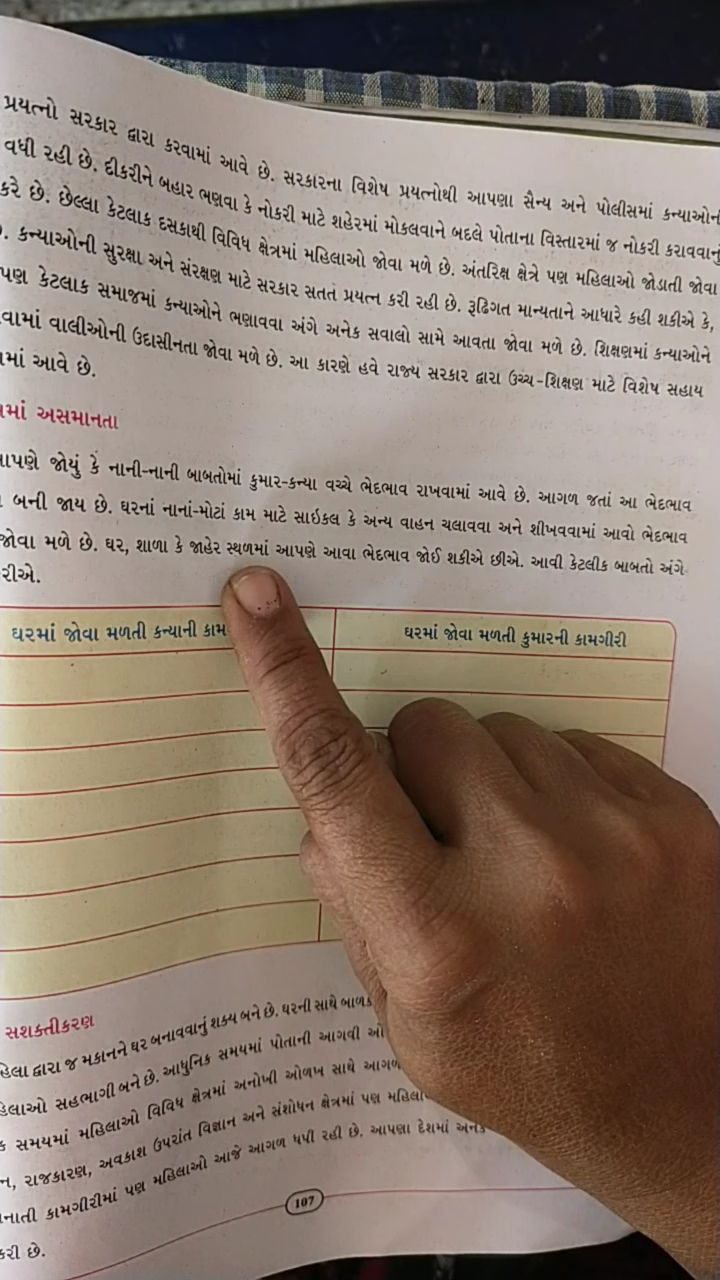 પ્રયત્નો સરકાર દ્વારા કરવામાં આવે છે. સરકારના વિશેષ પ્રયત્નોથી આપણા સૈન્ય અને પોલીસમાં કન્યાઓની
વધી રહી છે. દીકરીને બહાર ભણવા કે નોકરી માટે શહેરમાં મોકલવાને બદલે પોતાના વિસ્તારમાં જ નોકરી કરાવવાનું
કરે છે. છેલ્લા કેટલાક દસકાથી વિવિધ ક્ષેત્રમાં મહિલાઓ જોવા મળે છે. અંતરિક્ષ ક્ષેત્રે પણ મહિલાઓ જોડાતી જોવા
કન્યાઓની સુરક્ષા અને સંરક્ષણ માટે સરકાર સતત પ્રયત્ન કરી રહી છે. રૂઢિગત માન્યતાને આધારે કહી શકીએ કે,
પણ કેટલાક સમાજમાં કન્યાઓને ભણાવવા અંગે અનેક સવાલો સામે આવતા જોવા મળે છે. શિક્ષણમાં કન્યાઓને
વામાં વાલીઓની ઉદાસીનતા જોવા મળે છે. આ કારણે હવે રાજ્ય સરકાર દ્વારા ઉચ્ચ-શિક્ષણ માટે વિશેષ સહાય
માં આવે છે.
માં અસમાનતા
આપણે જોયું કે નાની-નાની બાબતોમાં કુમાર-કન્યા વચ્ચે ભેદભાવ રાખવામાં આવે છે. આગળ જતાં આ ભેદભાવ
બની જાય છે. ઘરનાં નાનાં-મોટાં કામ માટે સાઇકલ કે અન્ય વાહન ચલાવવા અને શીખવવામાં આવો ભેદભાવ
જોવા મળે છે. ઘર, શાળા કે જાહેર સ્થળમાં આપણે આવા ભેદભાવ જોઈ શકીએ છીએ. આવી કેટલીક બાબતો અંગે
રીએ.
ઘરમાં જોવા મળતી કન્યાની કામ
ઘરમાં જોવા મળતી કુમારની કામગીરી
સશક્તીકરણ
હિલા દ્વારા જ મકાનને ઘર બનાવવાનું શક્ય બને છે. ઘરની સાથે બાળક
હિલાઓ સહભાગી બને છે. આધુનિક સમયમાં પોતાની આગવી ઓ
ક સમયમાં મહિલાઓ વિવિધ ક્ષેત્રમાં અનોખી ઓળખ સાથે આગળ
ન, રાજકારણ, અવકાશ ઉપરાંત વિજ્ઞાન અને સંશોધન ક્ષેત્રમાં પણ મહિલા
નાતી કામગીરીમાં પણ મહિલાઓ આજે આગળ ધપી રહી છે. આપણા દેશમાં અનેક
કરી છે.
107